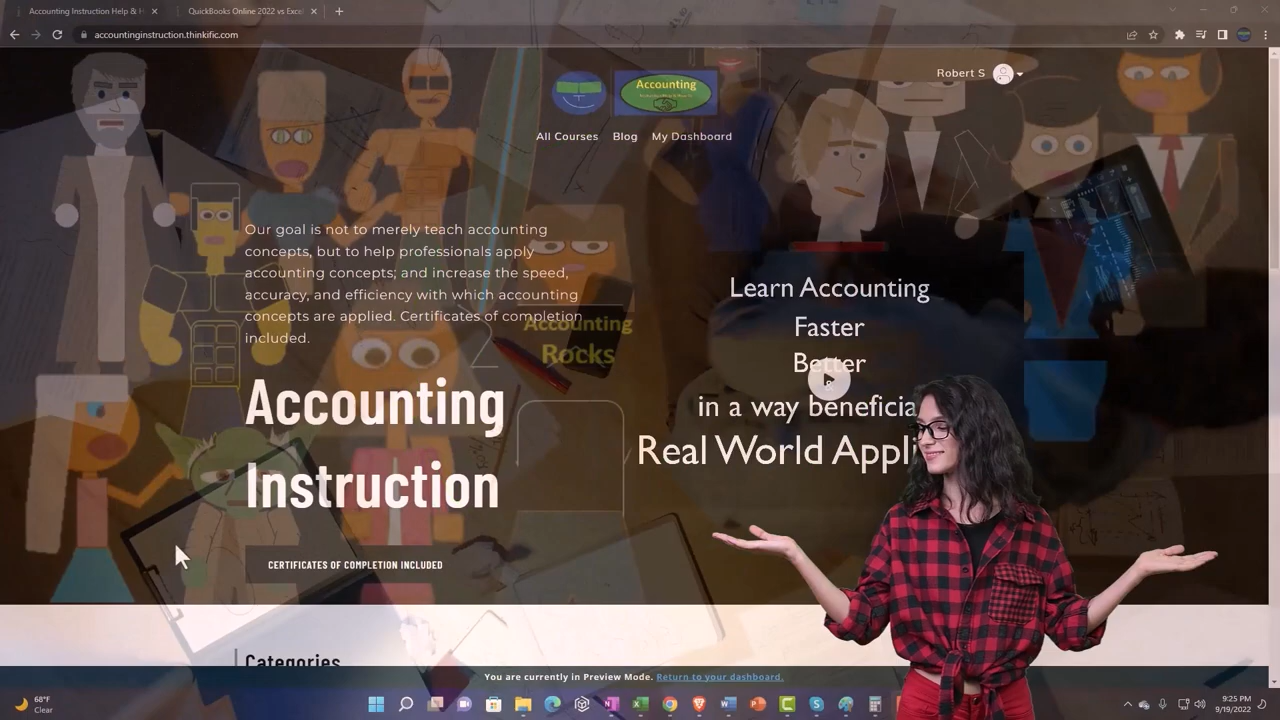 Accounting Instruction Help & H
QuickBooks Online 2022 vs Exce
accountinginstruction.thinkific.com
Robert S
Accounting
All Courses Blog My Dashboard
Our goal is not to merely teach accounting
concepts, but to help professionals apply
accounting concepts; and increase the speed,
accuracy, and efficiency with which accounting
concepts are applied. Certificates of completion
included.
Accounting
Instruction
CERTIFICATES OF COMPLETION INCLUDED
Accounting
Rocks
Learn Accounting
Faster
Better
&
in a way beneficia
Real World Appli
Categories
You are currently in Preview Mode. Return to your dashboard.
68°F
Clear
9:25 PM
9/19/2022